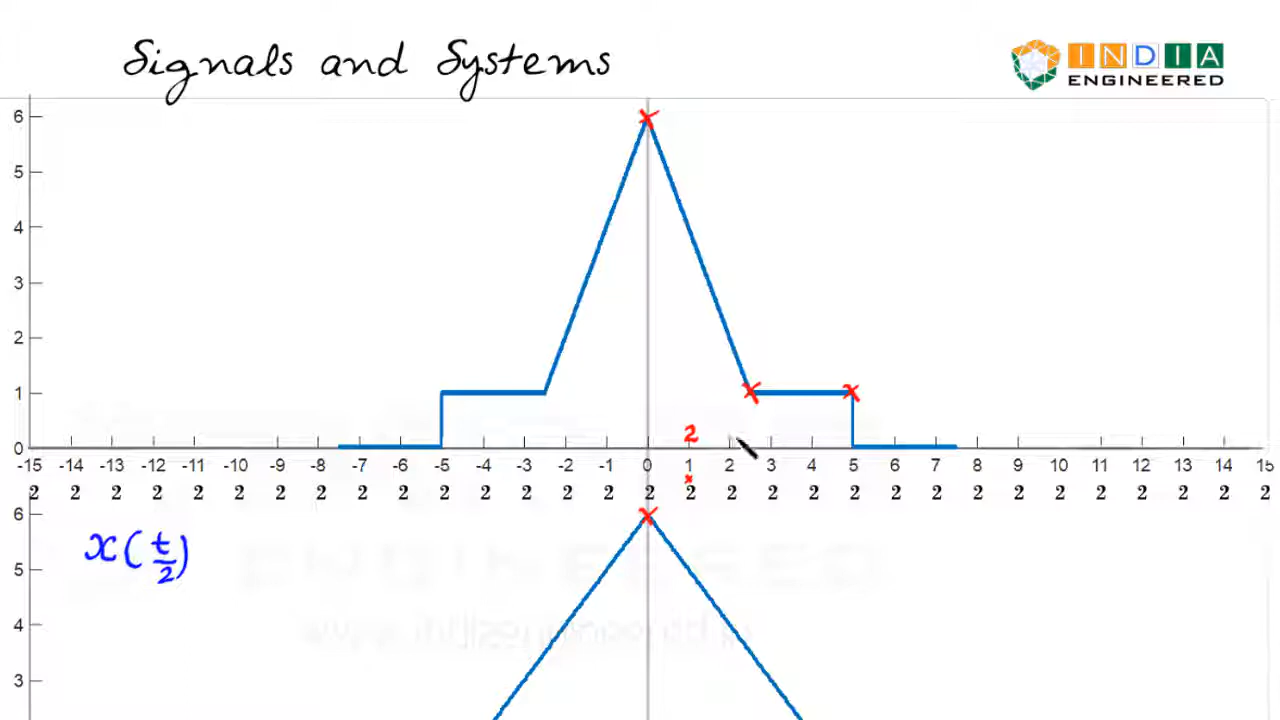 Signals and Systems
INDIA
ENGINEERED
6
5
4
3
2
1
2
0
-15 -14 -13 -12 -11 -10 -9 -8 -7 -6 -5 -4 -3 -2 -1 0 1 2 3 4 5 6 7 8 9 10 11 12 13 14 15
× 
2 2 2 2 2 2 2 2 2 2 2 2 2 2 2 2 2 2 2 2 2 2 2 2 2 2 2 2 2 2 2
6
x(t/2)
5
4
3